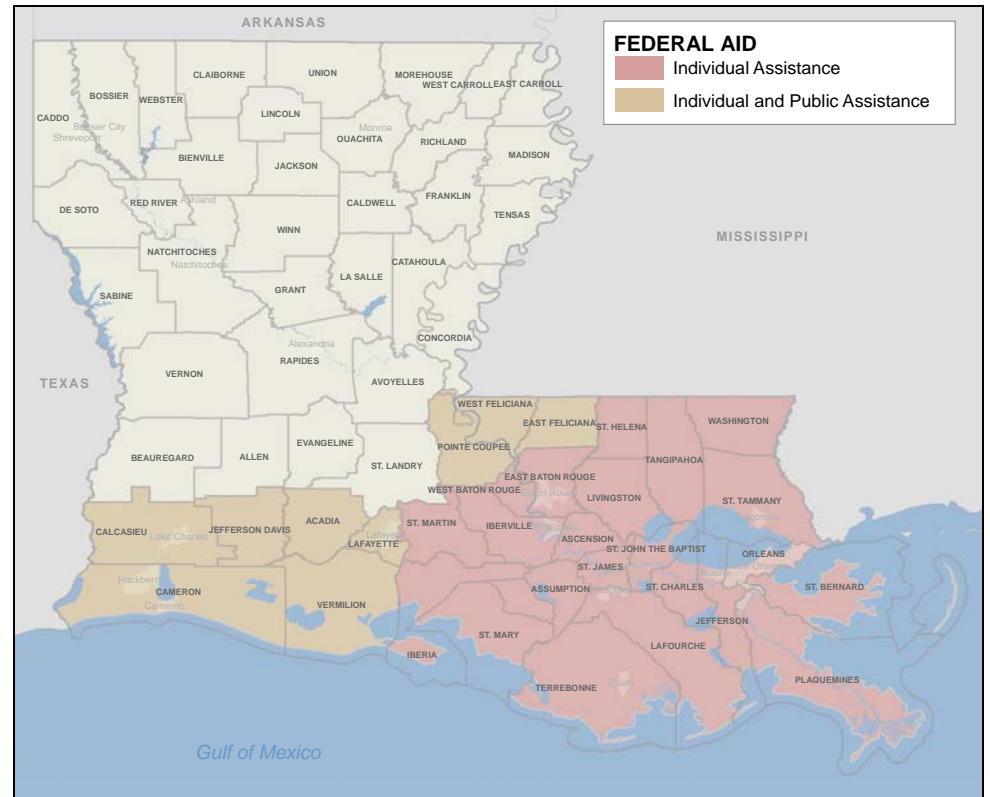 ARKANSAS
FEDERAL AID
Individual Assistance
Individual and Public Assistance
CLAIBORNE
UNION
MOREHOUSE
WEST CARROLL
EAST CARROLL
BOSSIER
WEBSTER
CADDO
LINCOLN
Bossier City
Shreveport
Monroe
OUACHITA
RICHLAND
BIENVILLE
JACKSON
MADISON
DE SOTO
RED RIVER
Ashland
CALDWELL
FRANKLIN
TENSAS
WINN
MISSISSIPPI
NATCHITOCHES
Natchitoches
CATAHOULA
LA SALLE
SABINE
GRANT
CONCORDIA
Alexandria
RAPIDES
TEXAS
VERNON
AVOYELLES
WEST FELICIANA
EAST FELICIANA
ST. HELENA
WASHINGTON
EVANGELINE
POINTE COUPEE
BEAUREGARD
ALLEN
ST. LANDRY
TANGIPAHOA
EAST BATON ROUGE
WEST BATON ROUGE
LIVINGSTON
ST. TAMMANY
CALCASIEU
Lake Charles
JEFFERSON DAVIS
ACADIA
LAFAYETTE
ST. MARTIN
IBERVILLE
ASCENSION
ST. JOHN THE BAPTIST
ORLEANS
ST. JAMES
Hackberry
CAMERON
Cameron
VERMILION
ASSUMPTION
ST. CHARLES
ST. BERNARD
JEFFERSON
ST. MARY
LAFOURCHE
IBERIA
TERREBONNE
Dulac
PLAQUEMINES
Gulf of Mexico